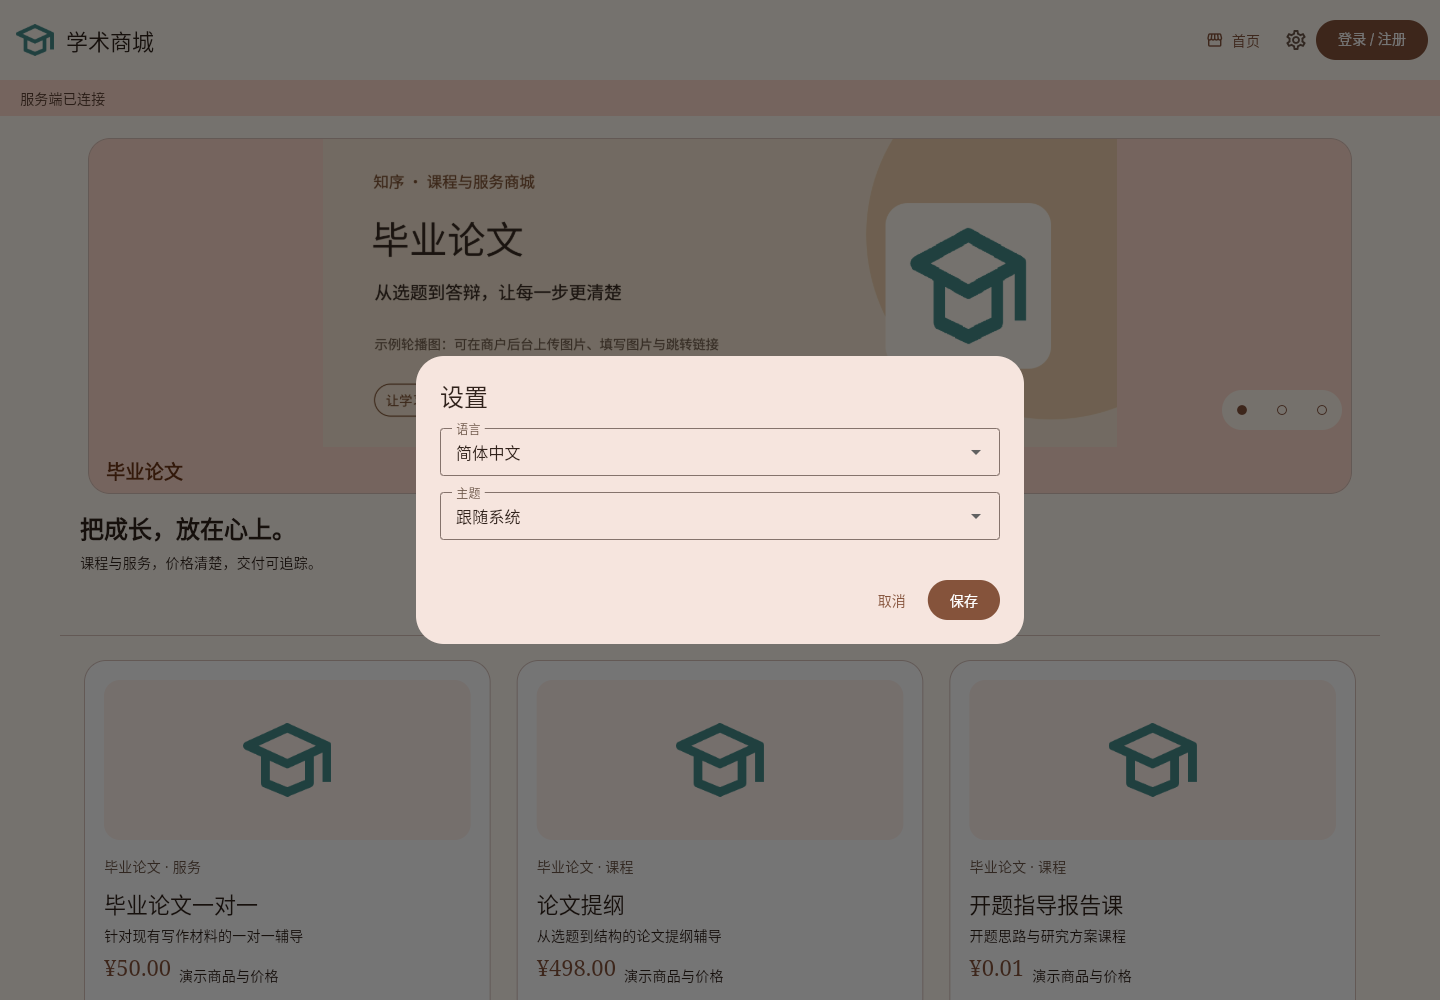 学术商城
首页
登录 / 注册
服务端已连接
知序 · 课程与服务商城
毕业论文
从选题到答辩，让每一步更清楚
示例轮播图：可在商户后台上传图片、填写图片与跳转链接
让学
毕业论文
设置
语言
简体中文
主题
跟随系统
取消
保存
把成长，放在心上。
课程与服务，价格清楚，交付可追踪。
毕业论文 · 服务
毕业论文一对一
针对现有写作材料的一对一辅导
¥50.00 演示商品与价格
毕业论文 · 课程
论文提纲
从选题到结构的论文提纲辅导
¥498.00 演示商品与价格
毕业论文 · 课程
开题指导报告课
开题思路与研究方案课程
¥0.01 演示商品与价格